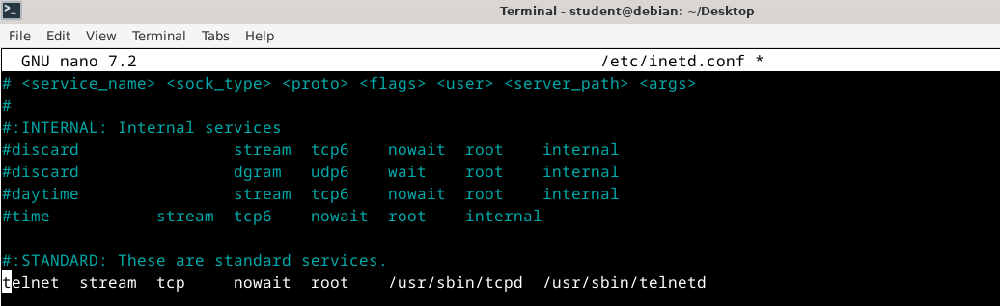 Terminal - student@debian: ~/Desktop
File Edit View Terminal Tabs Help
GNU nano 7.2 /etc/inetd.conf *
# <service_name> <sock_type> <proto> <flags> <user> <server_path> <args>
#
#:INTERNAL: Internal services
#discard stream tcp6 nowait root internal
#discard dgram udp6 wait root internal
#daytime stream tcp6 nowait root internal
#time stream tcp6 nowait root internal
#:STANDARD: These are standard services.
telnet stream tcp nowait root /usr/sbin/tcpd /usr/sbin/telnetd